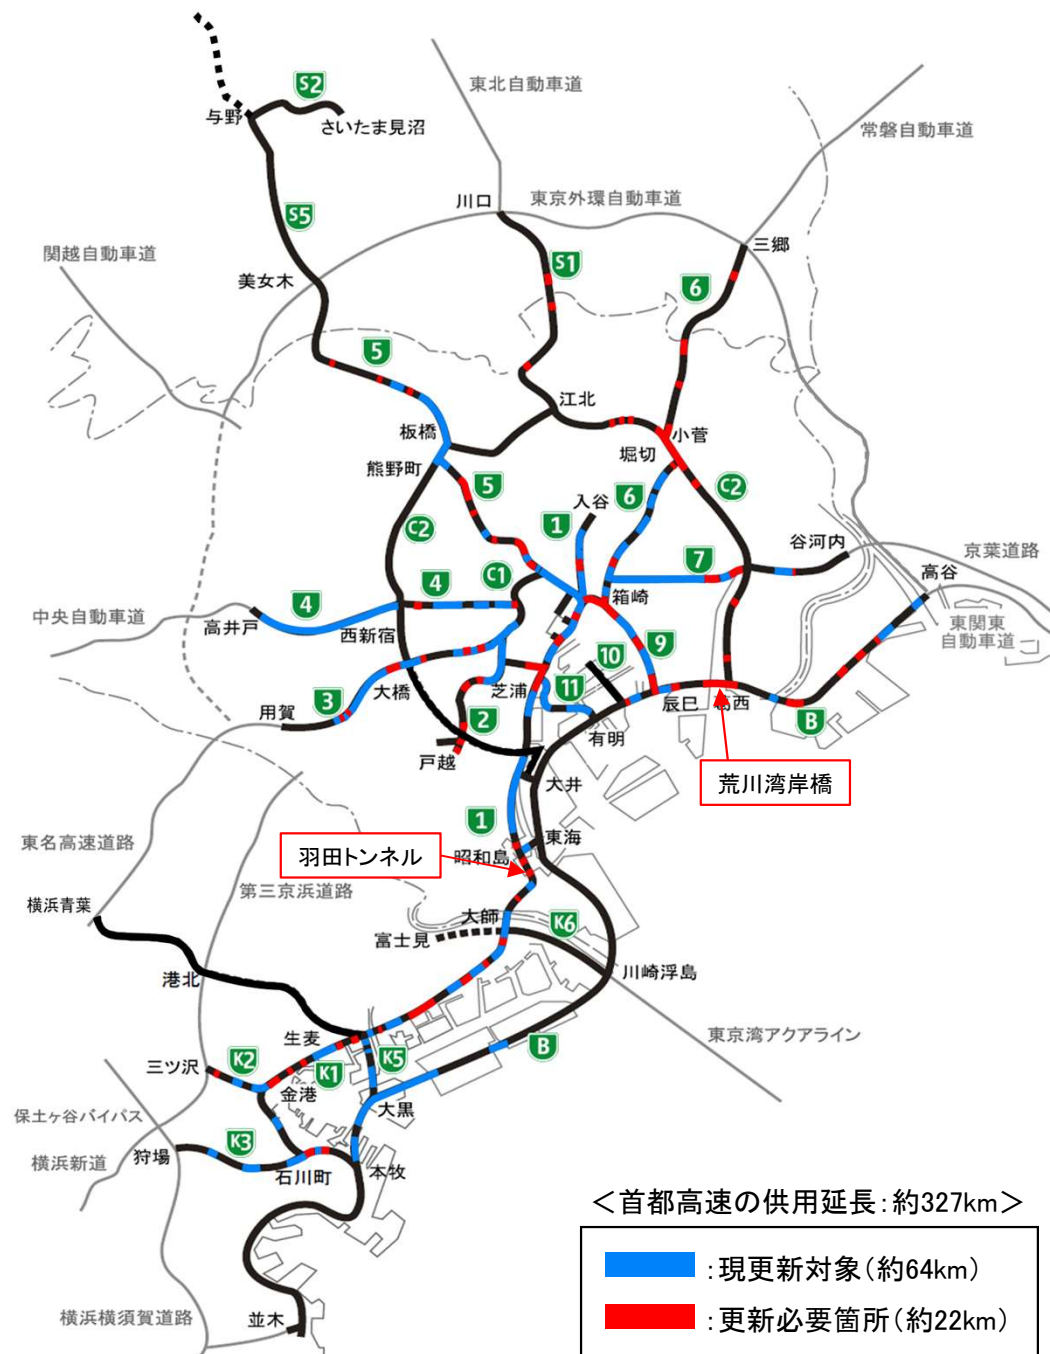 S2
与野
さいたま見沼
東北自動車道
常磐自動車道
川口
東京外環自動車道
S5
三郷
関越自動車道
美女木
S1
6
5
江北
板橋
小菅
堀切
熊野町
5
6
C2
入谷
C2
1
谷河内
京葉道路
C1
7
4
高谷
中央自動車道
4
高井戸
西新宿
箱崎
東関東
自動車道
9
10
芝浦
大橋
11
3
辰巳
葛西
用賀
2
有明
B
戸越
荒川湾岸橋
大井
1
東海
東名高速道路
羽田トンネル
昭和島
第三京浜道路
横浜青葉
大師
K6
富士見
港北
川崎浮島
生麦
東京湾アクアライン
三ツ沢
K2
K1
K5
B
金港
大黒
保土ヶ谷バイパス
K3
狩場
横浜新道
石川町
本牧
<首都高速の供用延長:約327km>
:現更新対象(約64km)
横浜横須賀道路
並木
:更新必要箇所(約22km)